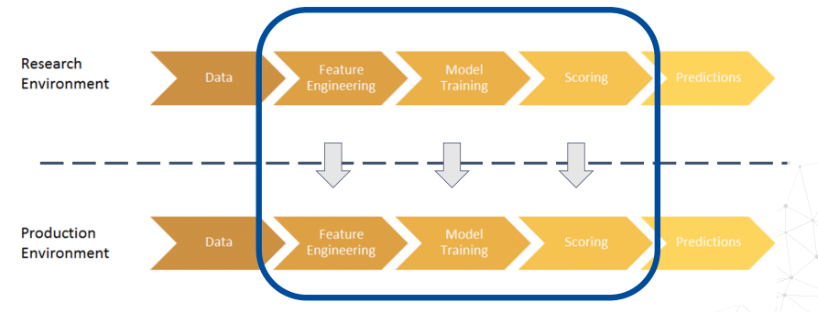 Research
Environment
Data
Feature
Engineering
Model
Training
Scoring
Predictions
Production
Environment
Data
Feature
Engineering
Model
Training
Scoring
Predictions